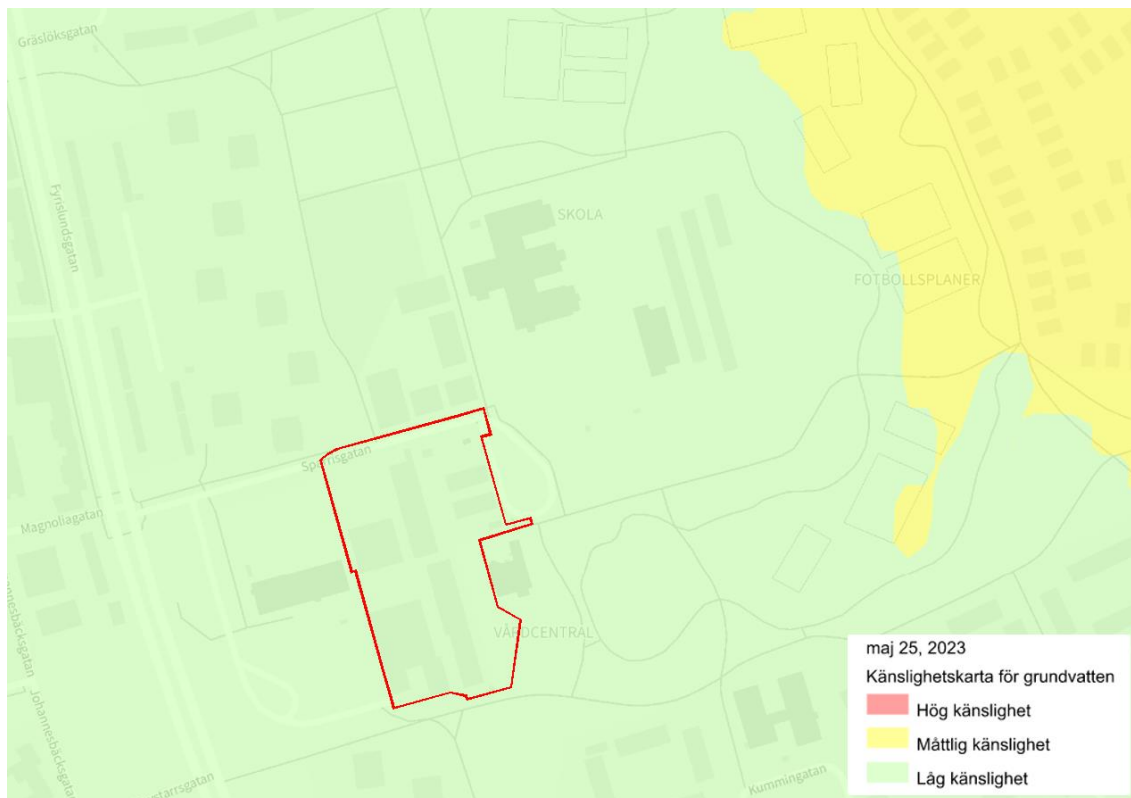 Gräslöksgatan
Fyrislundsgatan
SKOLA
FOTBOLLSPLANER
Sparrisgatan
Magnoliagatan
VÅRDCENTRAL
Johannesbäcksgatan
Kummingatan
maj 25, 2023
Känslighetskarta för grundvatten
Hög känslighet
Måttlig känslighet
Låg känslighet